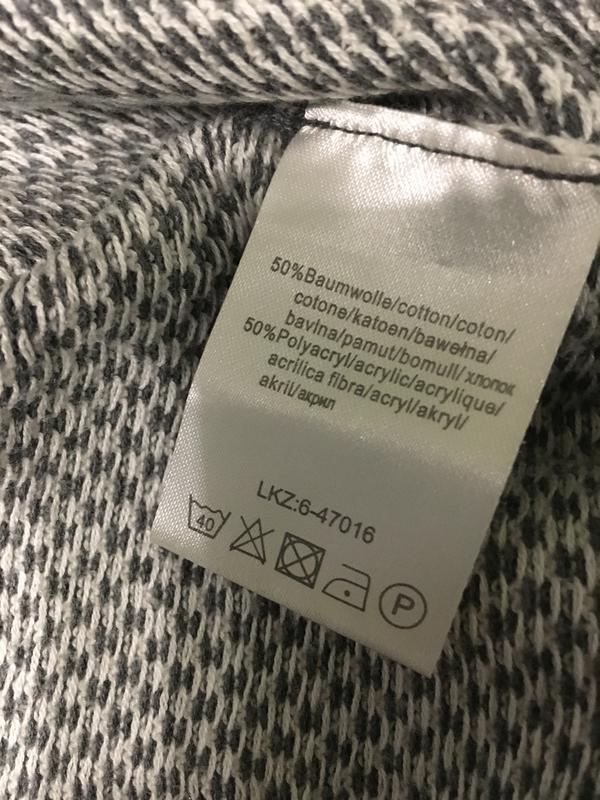 50%Baumwolle/cotton/coton/
cotone/katoen/bawełna/
bavlna/pamut/bomull/хлопок
50%Polyacryl/acrylic/acrylique/
acrilica fibra/acryl/akryl/
akril/акрил
LKZ:6-47016
40
P